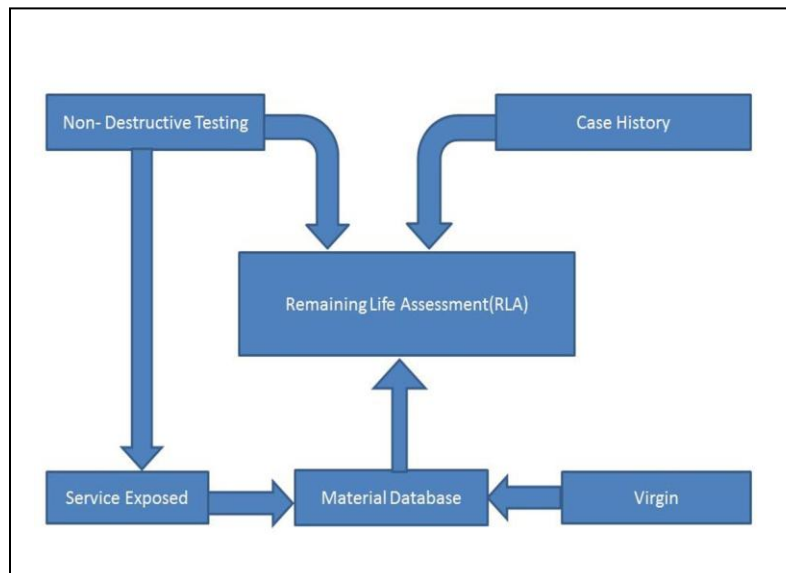 Non- Destructive Testing
Case History
Remaining Life Assessment(RLA)
Service Exposed
Material Database
Virgin